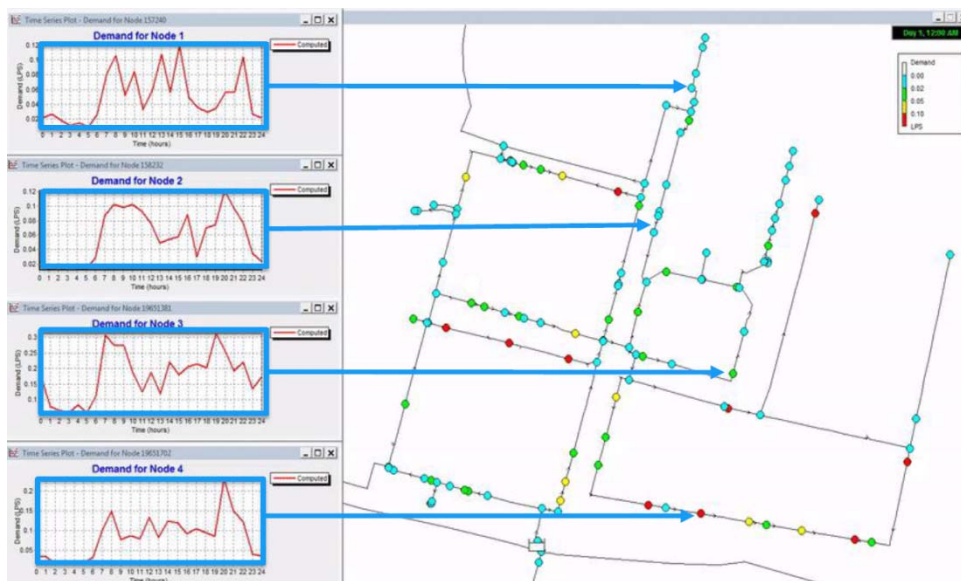 Time Series Plot - Demand for Node 157240
Demand for Node 1
Computed
Demand (LPS)
0.12
0.1
0.08
0.06
0.04
0.02
0 1 2 3 4 5 6 7 8 9 10 11 12 13 14 15 16 17 18 19 20 21 22 23 24
Time (hours)
Time Series Plot - Demand for Node 158232
Demand for Node 2
Computed
Demand (LPS)
0.12
0.1
0.08
0.06
0.04
0.02
0 1 2 3 4 5 6 7 8 9 10 11 12 13 14 15 16 17 18 19 20 21 22 23 24
Time (hours)
Time Series Plot - Demand for Node 19651381
Demand for Node 3
Computed
Demand (LPS)
0.3
0.25
0.2
0.15
0.1
0 1 2 3 4 5 6 7 8 9 10 11 12 13 14 15 16 17 18 19 20 21 22 23 24
Time (hours)
Time Series Plot - Demand for Node 19651702
Demand for Node 4
Computed
Demand (LPS)
0.2
0.15
0.1
0.05
0 1 2 3 4 5 6 7 8 9 10 11 12 13 14 15 16 17 18 19 20 21 22 23 24
Time (hours)
Day 1, 12:00 AM
Demand
0.00
0.02
0.05
0.10
LPS